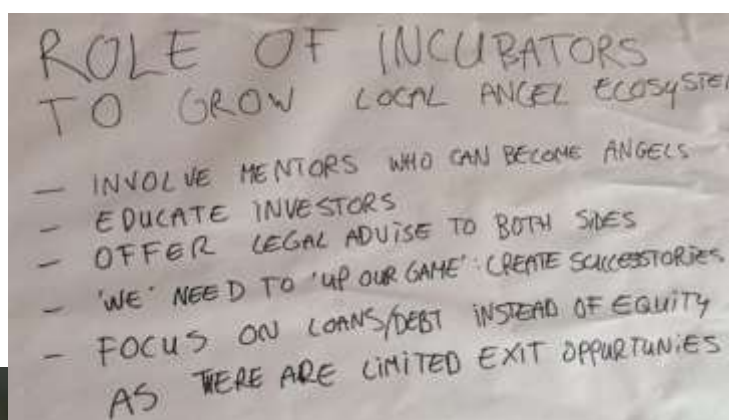 ROLE OF INCUBATORS
TO GROW LOCAL ANGEL ECOSYSTE
- INVOLVE MENTORS WHO CAN BECOME ANGELS
- EDUCATE INVESTORS
- OFFER LEGAL ADVISE TO BOTH SIDES
- 'WE' NEED TO 'UP OUR GAME': CREATE SUCCESSTORIES
- FOCUS ON LOANS/DEBT INSTEAD OF EQUITY
AS THERE ARE LIMITED EXIT OPPURTUNIES